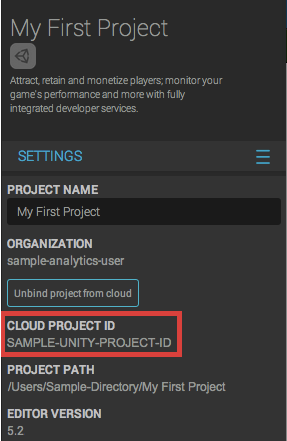 My First Project
Attract, retain and monetize players; monitor your
game's performance and more with fully
integrated developer services.
SETTINGS
PROJECT NAME
My First Project
ORGANIZATION
sample-analytics-user
Unbind project from cloud
CLOUD PROJECT ID
SAMPLE-UNITY-PROJECT-ID
PROJECT PATH
/Users/Sample-Directory/My First Project
EDITOR VERSION
5.2